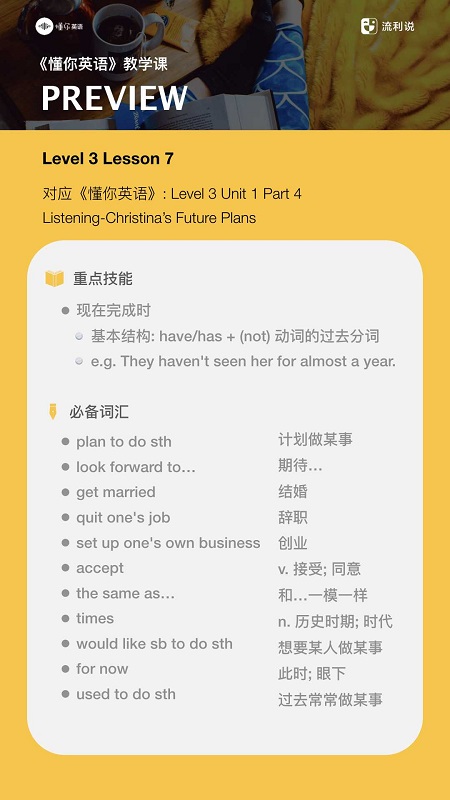 懂你英语
流利说
《懂你英语》教学课
PREVIEW
Level 3 Lesson 7
对应《懂你英语》: Level 3 Unit 1 Part 4
Listening-Christina's Future Plans
重点技能
现在完成时
基本结构: have/has + (not) 动词的过去分词
e.g. They haven't seen her for almost a year.
必备词汇
plan to do sth 计划做某事
look forward to… 期待…
get married 结婚
quit one's job 辞职
set up one's own business 创业
accept v. 接受; 同意
the same as… 和…一模一样
times n. 历史时期; 时代
would like sb to do sth 想要某人做某事
for now 此时; 眼下
used to do sth 过去常常做某事